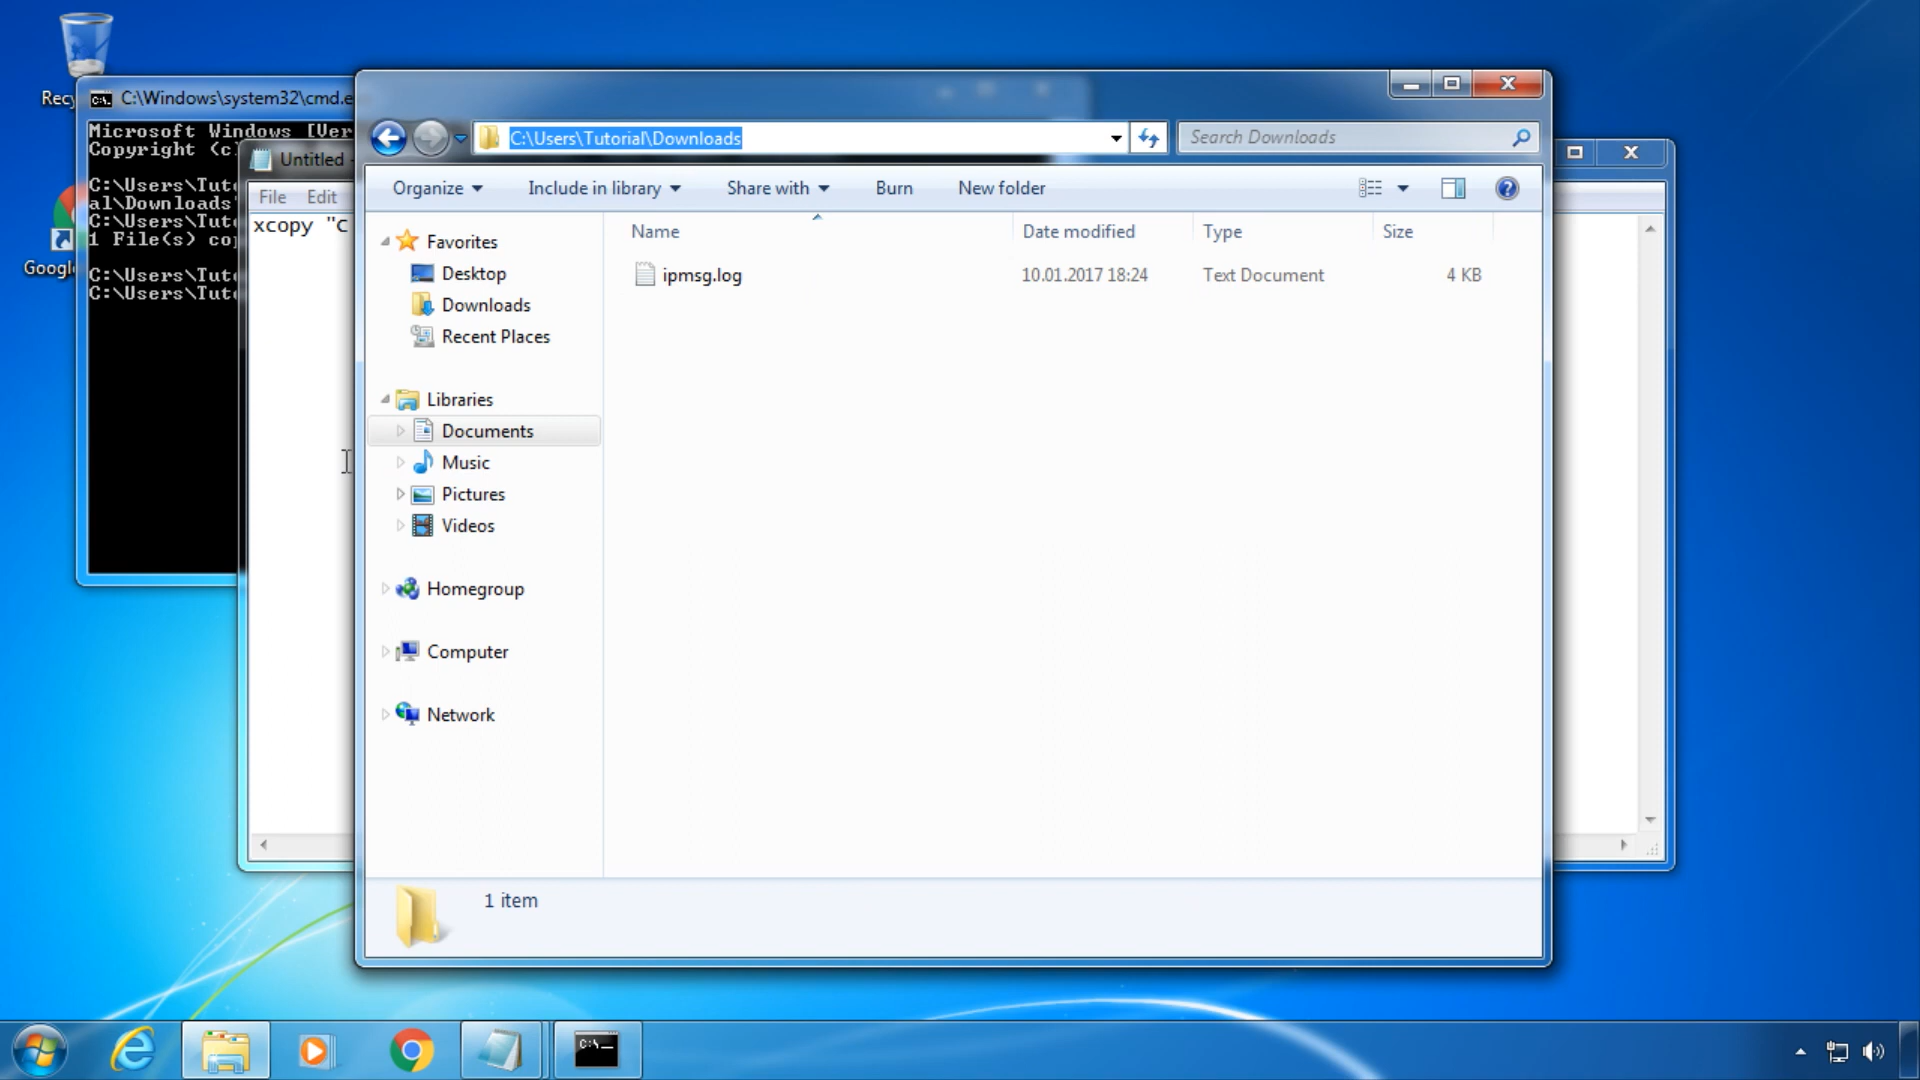 Recy
C:\Windows\system32\cmd.e
Microsoft Windows [Ver
Copyright (c)
C:\Users\Tut
al\Downloads
C:\Users\Tut
1 File(s) cop
C:\Users\Tut
C:\Users\Tut
Google
Untitled -
File Edit
xcopy "C
C:\Users\Tutorial\Downloads
Search Downloads
Organize Include in library Share with Burn New folder
Name Date modified Type Size
ipmsg.log 10.01.2017 18:24 Text Document 4 KB
Favorites
Desktop
Downloads
Recent Places
Libraries
Documents
Music
Pictures
Videos
Homegroup
Computer
Network
1 item
C:\_